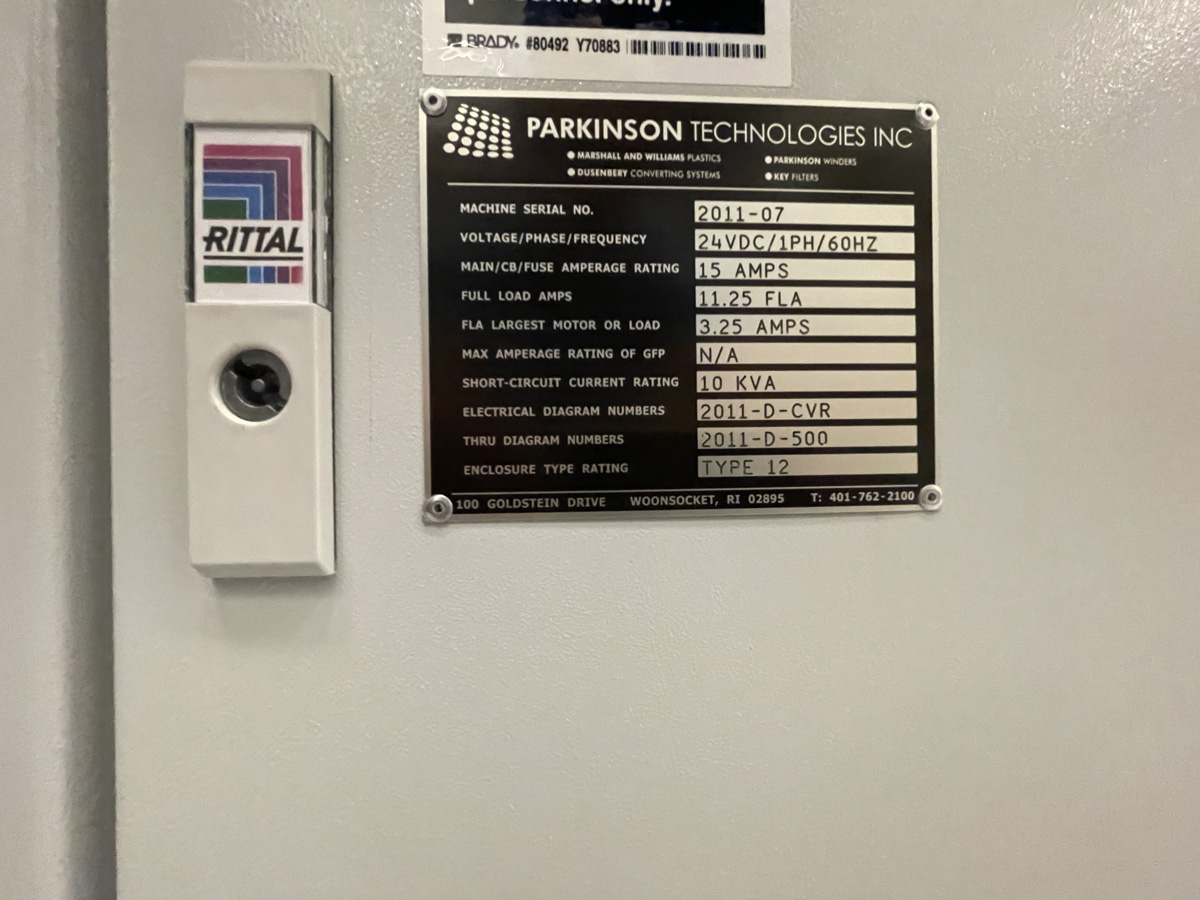 only.
BRADY. #80492 Y70883
RITTAL
PARKINSON TECHNOLOGIES INC
MARSHALL AND WILLIAMS PLASTICS
PARKINSON WINDERS
DUSENBERY CONVERTING SYSTEMS
KEY FILTERS
MACHINE SERIAL NO. 2011-07
VOLTAGE/PHASE/FREQUENCY 24VDC/1PH/60HZ
MAIN/CB/FUSE AMPERAGE RATING 15 AMPS
FULL LOAD AMPS 11.25 FLA
FLA LARGEST MOTOR OR LOAD 3.25 AMPS
MAX AMPERAGE RATING OF GFP N/A
SHORT-CIRCUIT CURRENT RATING 10 KVA
ELECTRICAL DIAGRAM NUMBERS 2011-D-CVR
THRU DIAGRAM NUMBERS 2011-D-500
ENCLOSURE TYPE RATING TYPE 12
100 GOLDSTEIN DRIVE WOONSOCKET, RI 02895 T: 401-762-2100